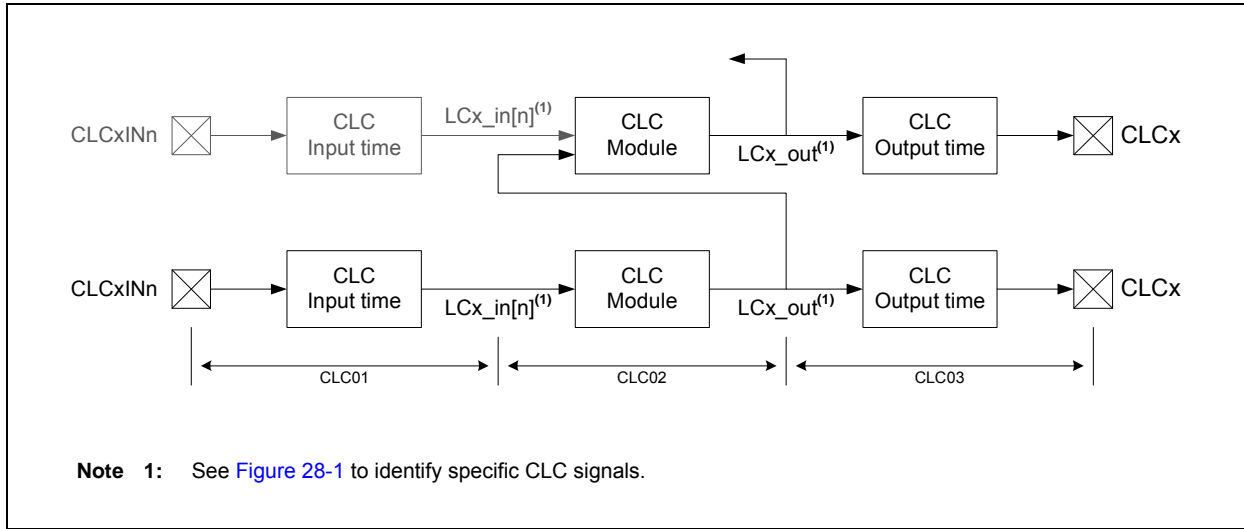 CLCxINn
CLC
Input time
LCx_in[n](1)
CLC
Module
LCx_out(1)
CLC
Output time
CLCx
CLCxINn
CLC
Input time
LCx_in[n](1)
CLC
Module
LCx_out(1)
CLC
Output time
CLCx
CLC01
CLC02
CLC03
Note 1: See Figure 28-1 to identify specific CLC signals.